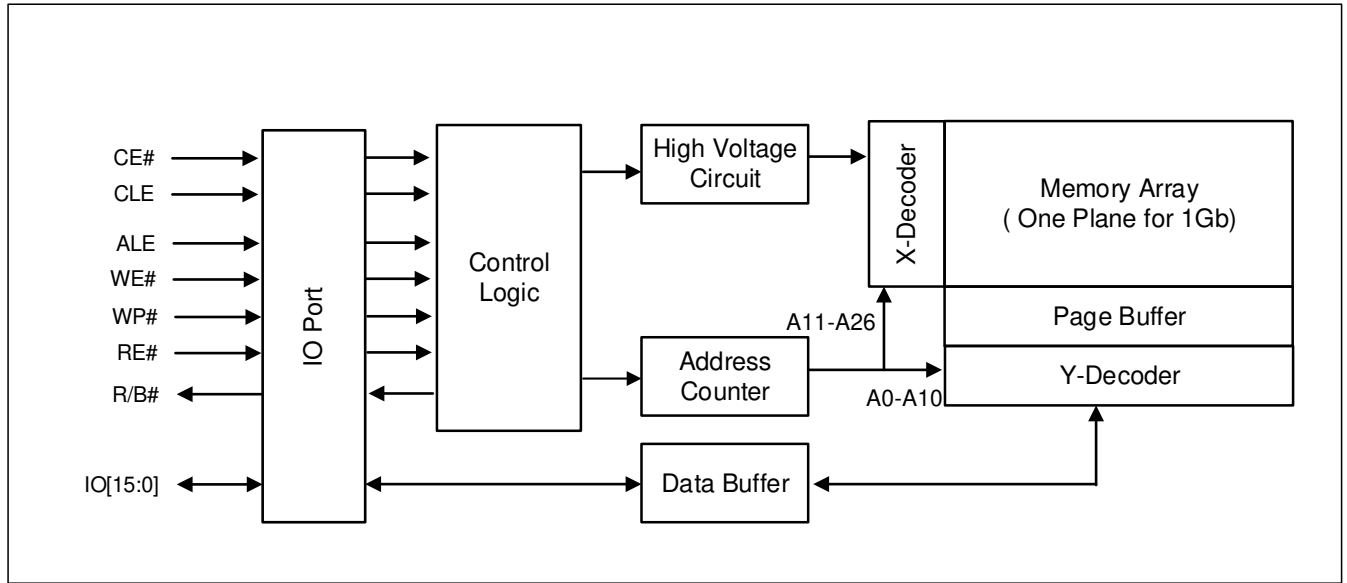 CE#
CLE
ALE
WE#
WP#
RE#
R/B#
IO[15:0]
IO Port
Control
Logic
High Voltage
Circuit
Address
Counter
Data Buffer
A11-A26
A0-A10
X-Decoder
Memory Array
( One Plane for 1Gb)
Page Buffer
Y-Decoder